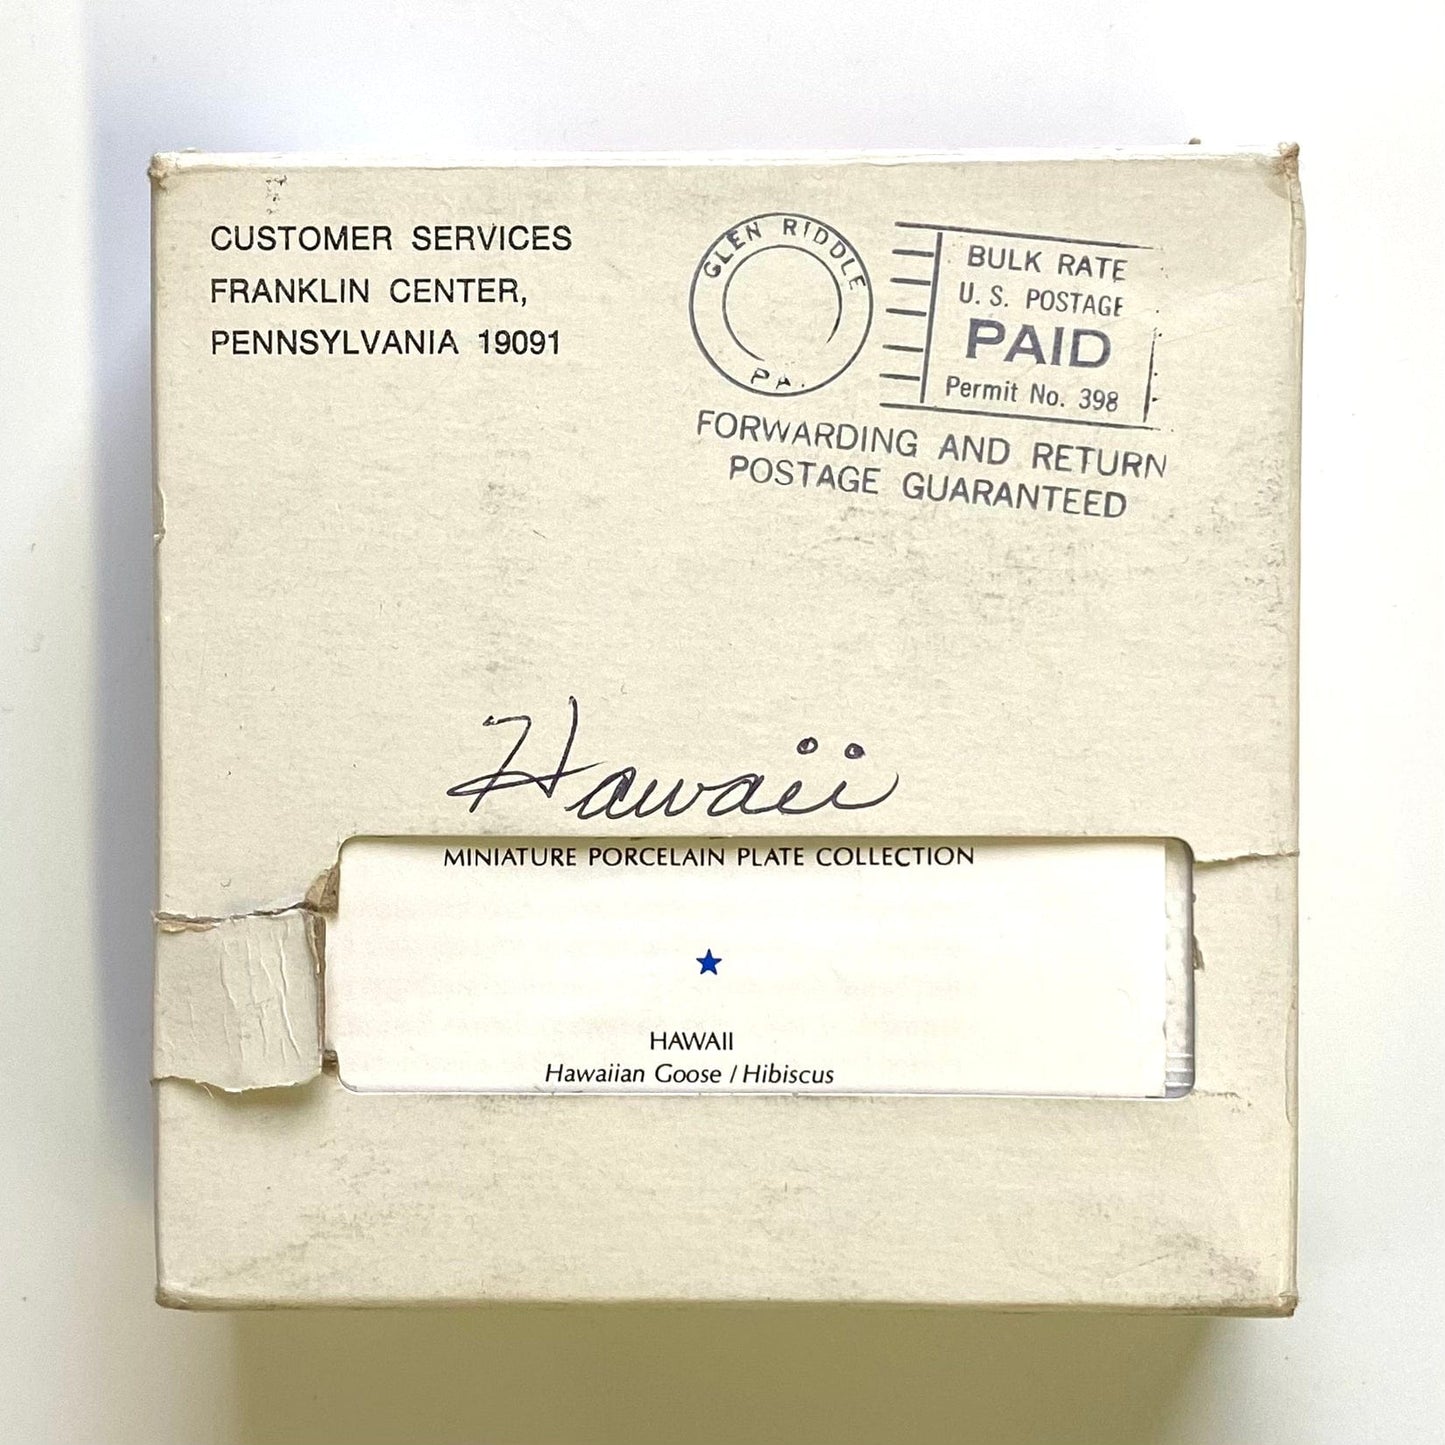 CUSTOMER SERVICES
FRANKLIN CENTER,
PENNSYLVANIA 19091
GLEN RIDDLE
PA.
BULK RATE
U. S. POSTAGE
PAID
Permit No. 398
FORWARDING AND RETURN
POSTAGE GUARANTEED
Hawaii
MINIATURE PORCELAIN PLATE COLLECTION
HAWAII
Hawaiian Goose / Hibiscus